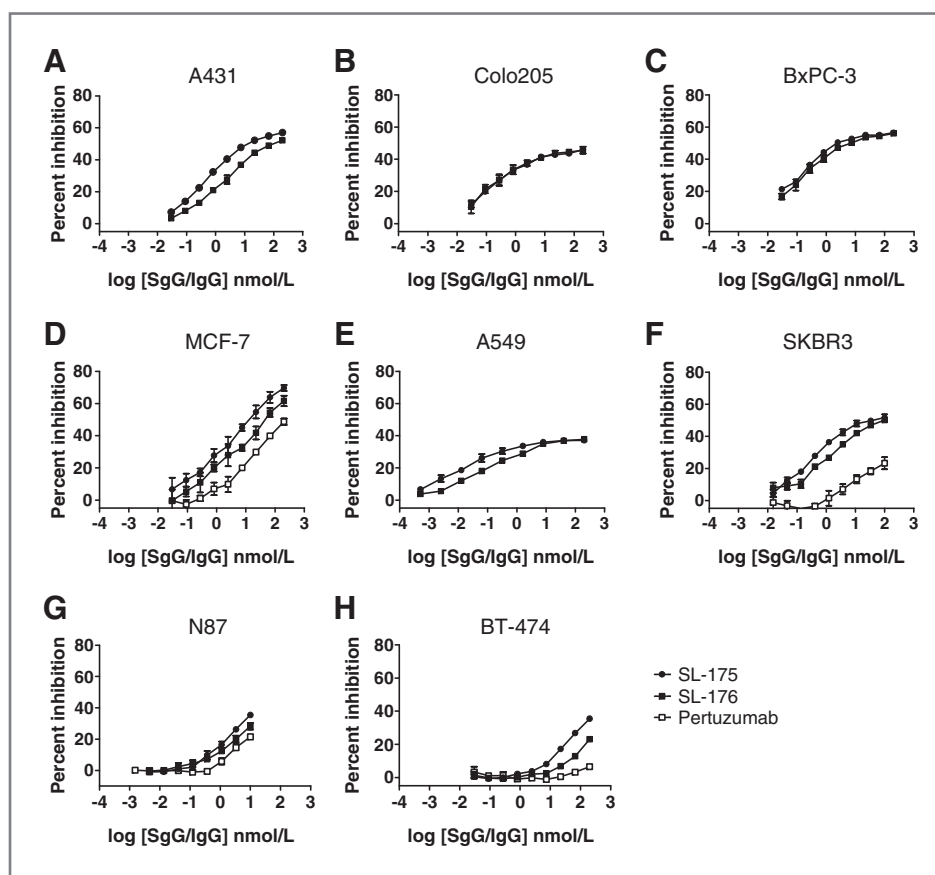 A
A431
Percent inhibition
80
60
40
20
0
-4 -3 -2 -1 0 1 2 3
log [SgG/IgG] nmol/L
B
Colo205
Percent inhibition
80
60
40
20
0
-4 -3 -2 -1 0 1 2 3
log [SgG/IgG] nmol/L
C
BxPC-3
Percent inhibition
80
60
40
20
0
-4 -3 -2 -1 0 1 2 3
log [SgG/IgG] nmol/L
D
MCF-7
Percent inhibition
80
60
40
20
0
-4 -3 -2 -1 0 1 2 3
log [SgG/IgG] nmol/L
E
A549
Percent inhibition
80
60
40
20
0
-4 -3 -2 -1 0 1 2 3
log [SgG/IgG] nmol/L
F
SKBR3
Percent inhibition
80
60
40
20
0
-4 -3 -2 -1 0 1 2 3
log [SgG/IgG] nmol/L
G
N87
Percent inhibition
80
60
40
20
0
-4 -3 -2 -1 0 1 2 3
log [SgG/IgG] nmol/L
H
BT-474
Percent inhibition
80
60
40
20
0
-4 -3 -2 -1 0 1 2 3
log [SgG/IgG] nmol/L
SL-175
SL-176
Pertuzumab